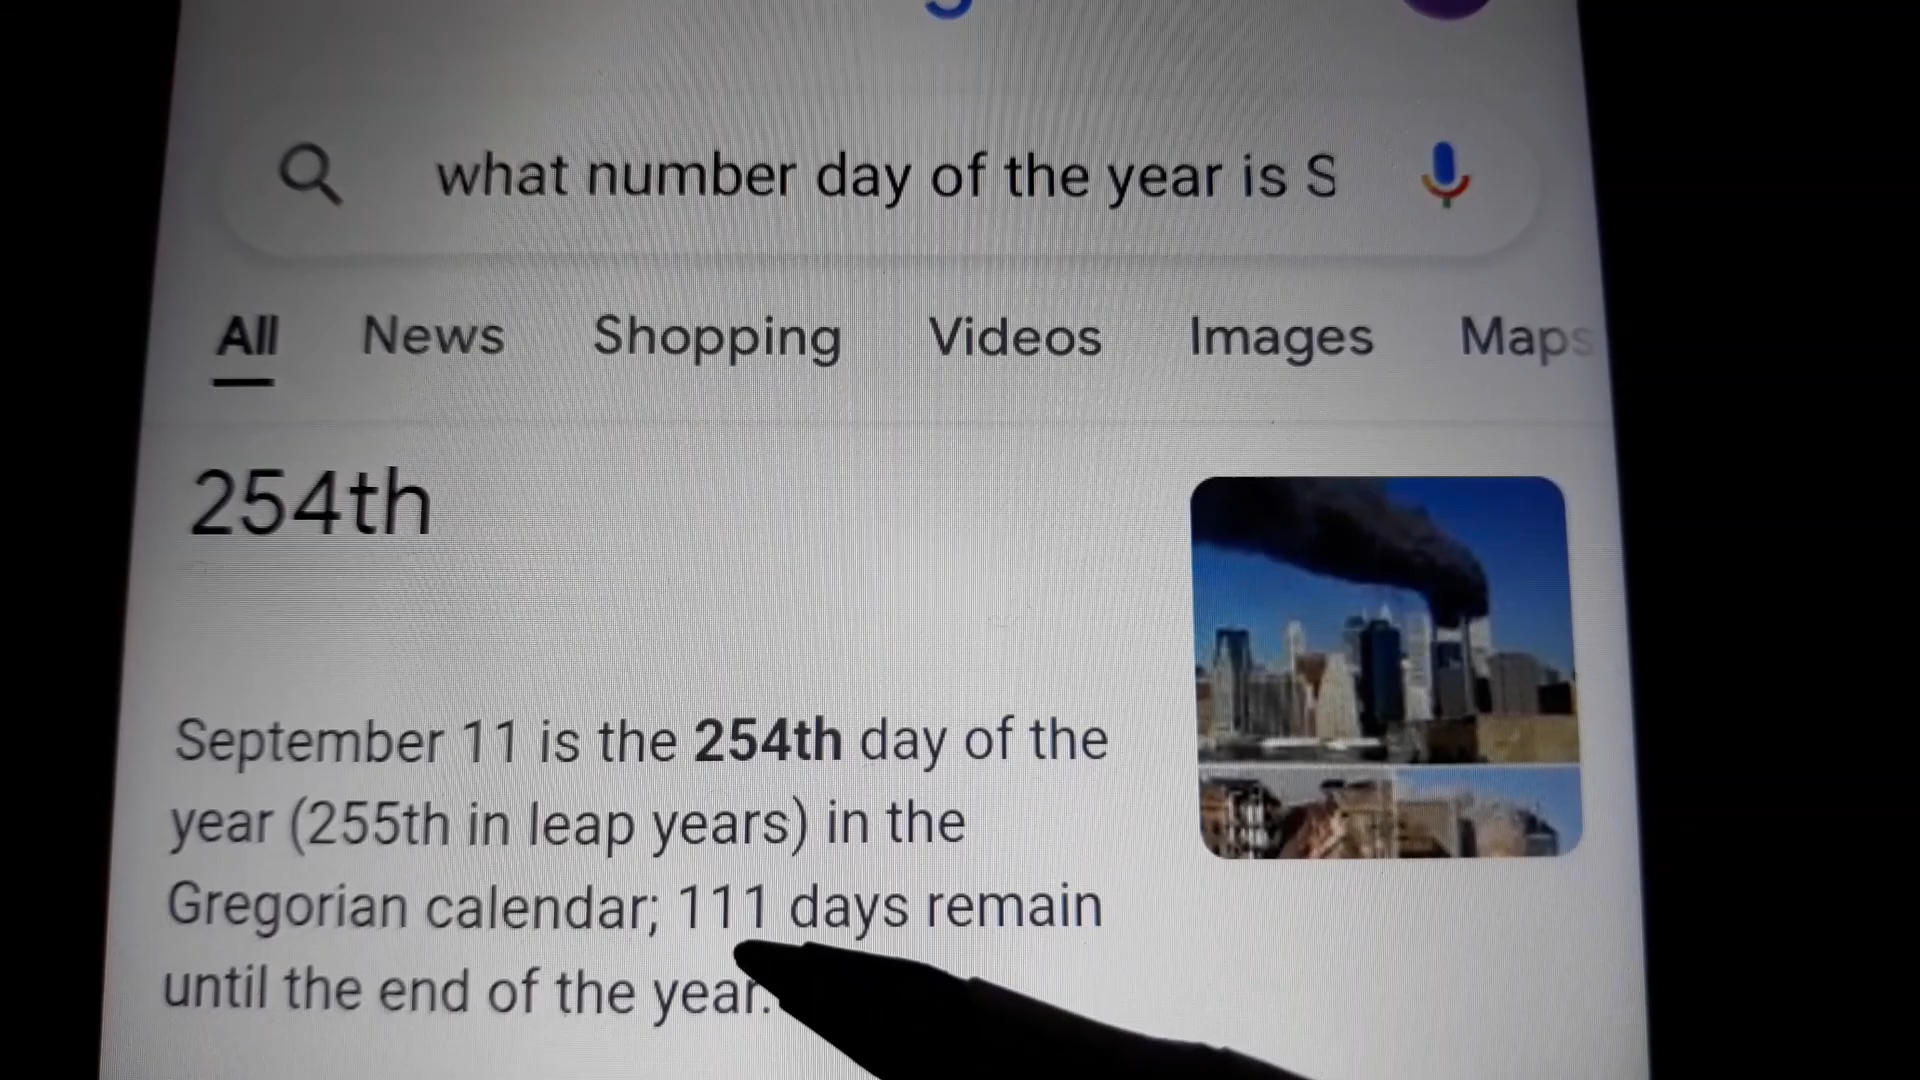 what number day of the year is S
All News Shopping Videos Images Maps
254th
September 11 is the 254th day of the
year (255th in leap years) in the
Gregorian calendar; 111 days remain
until the end of the year.